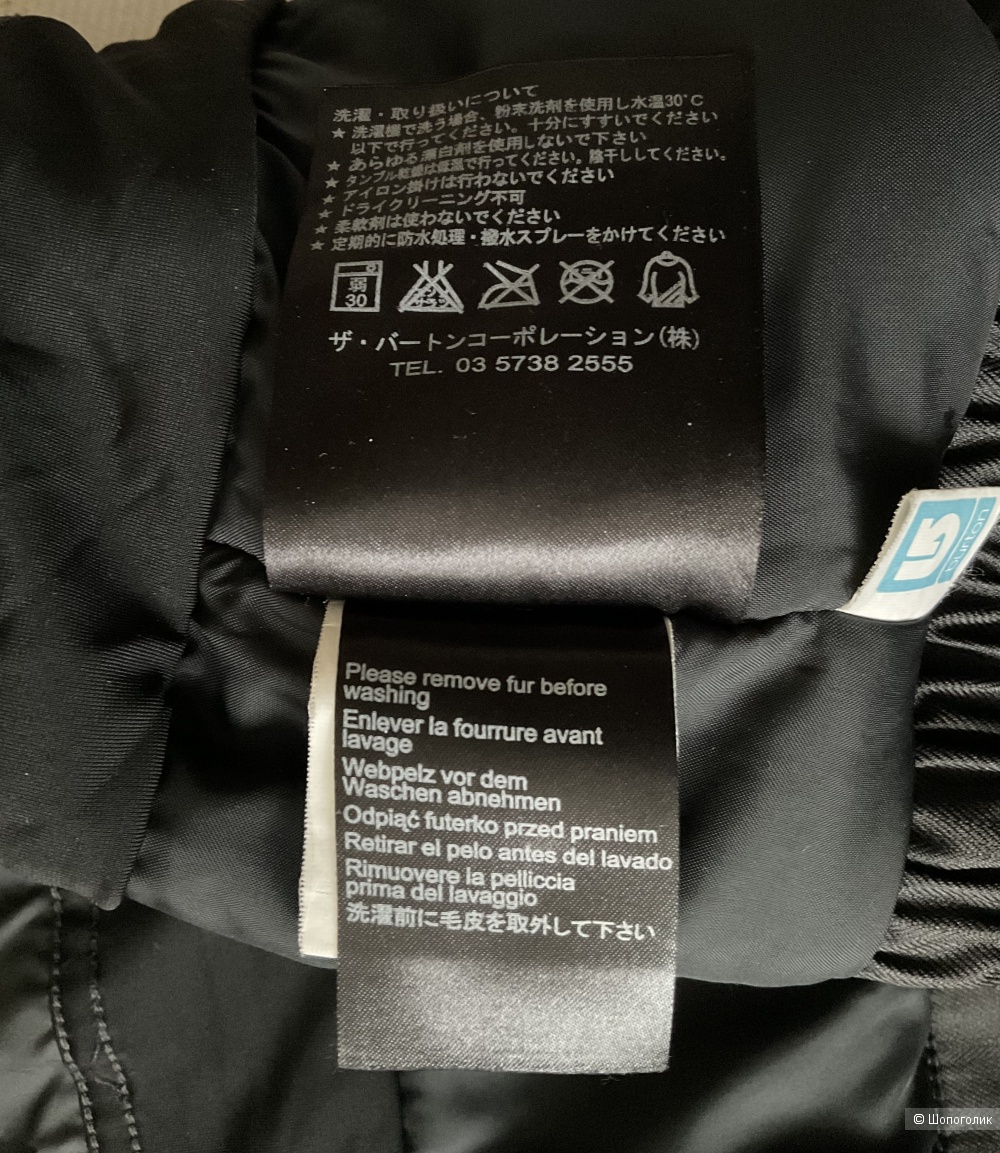 洗濯・取り扱いについて
★ 洗濯機で洗う場合、粉末洗剤を使用し水温30°C
以下で行ってください。十分にすすいでください
★ あらゆる漂白剤を使用しないで下さい
★ タンブル乾燥は低温で行ってください。陰干ししてください。
★ アイロン掛けは行わないでください
★ ドライクリーニング不可
★ 柔軟剤は使わないでください
★ 定期的に防水処理・撥水スプレーをかけてください
弱
30
ザ・バートンコーポレーション(株)
TEL. 03 5738 2555
burton
Please remove fur before
washing
Enlever la fourrure avant
lavage
Webpelz vor dem
Waschen abnehmen
Odpiąć futerko przed praniem
Retirar el pelo antes del lavado
Rimuovere la pelliccia
prima del lavaggio
洗濯前に毛皮を取外して下さい
© Шопоголик